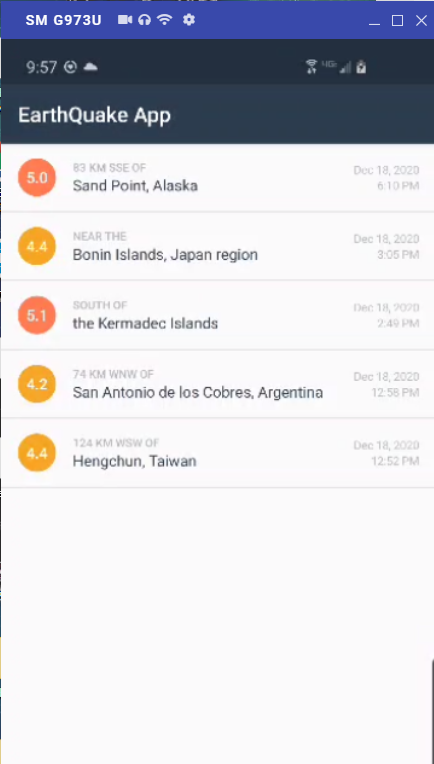 SM G973U
9:57
EarthQuake App
5.0
83 KM SSE OF
Sand Point, Alaska
Dec 18, 2020
6:10 PM
4.4
NEAR THE
Bonin Islands, Japan region
Dec 18, 2020
3:05 PM
5.1
SOUTH OF
the Kermadec Islands
Dec 18, 2020
2:49 PM
4.2
74 KM WNW OF
San Antonio de los Cobres, Argentina
Dec 18, 2020
12:58 PM
4.4
124 KM WSW OF
Hengchun, Taiwan
Dec 18, 2020
12:52 PM